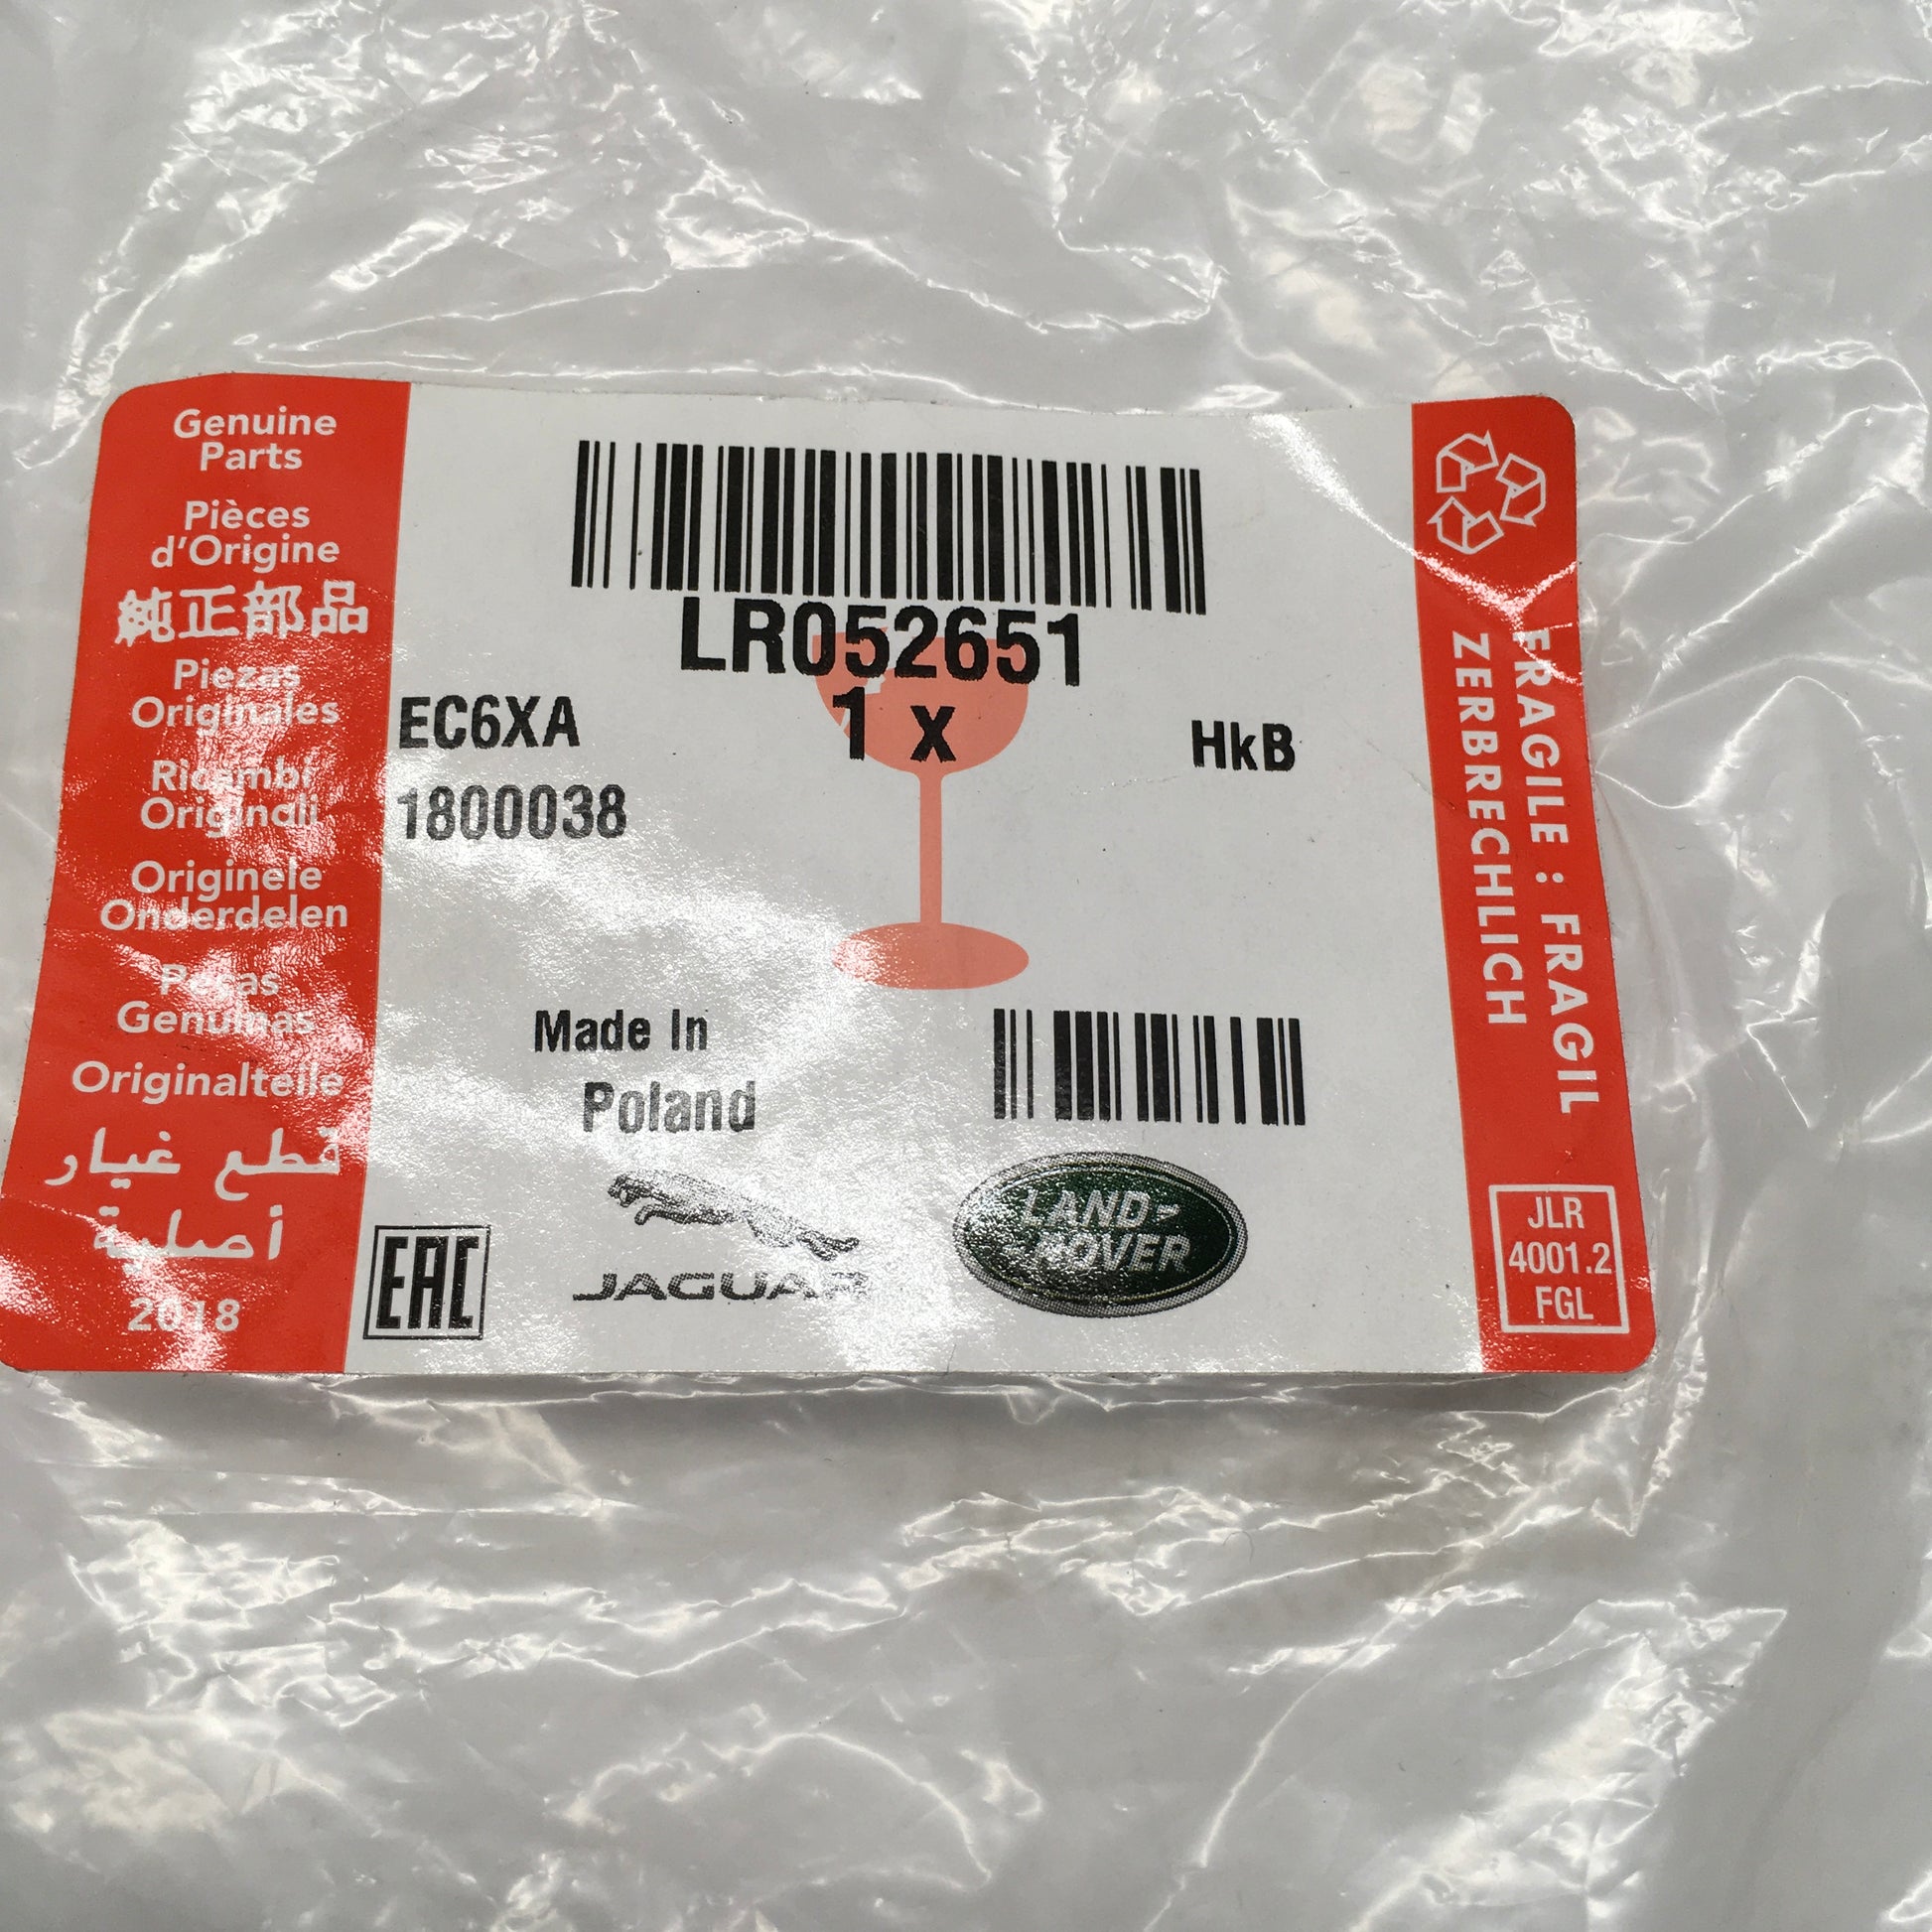 Genuine
Parts
Pièces
d'Origine
純正部品
Piezas
Originales
Ricambi
Originali
Originele
Onderdelen
Peças
Genuinas
Originalteile
قطع غيار
أصلية
2018
LR052651
1 x
EC6XA
HkB
1800038
Made In
Poland
EAC
JAGUAR
LAND-
-ROVER
FRAGILE : FRAGIL
ZERBRECHLICH
JLR
4001.2
FGL